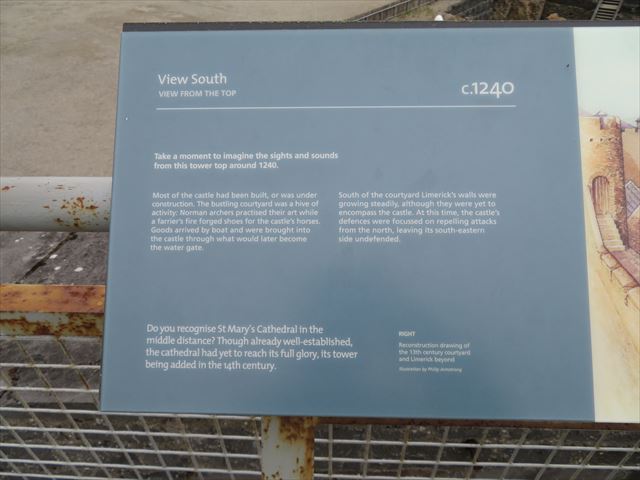 View South
VIEW FROM THE TOP
c.1240
Take a moment to imagine the sights and sounds
from this tower top around 1240.
Most of the castle had been built, or was under
construction. The bustling courtyard was a hive of
activity: Norman archers practised their art while
a farrier's fire forged shoes for the castle's horses.
Goods arrived by boat and were brought into
the castle through what would later become
the water gate.
South of the courtyard Limerick's walls were
growing steadily, although they were yet to
encompass the castle. At this time, the castle's
defences were focussed on repelling attacks
from the north, leaving its south-eastern
side undefended.
Do you recognise St Mary's Cathedral in the
middle distance? Though already well-established,
the cathedral had yet to reach its full glory, its tower
being added in the 14th century.
RIGHT
Reconstruction drawing of
the 13th century courtyard
and Limerick beyond
Illustration by Philip Armstrong